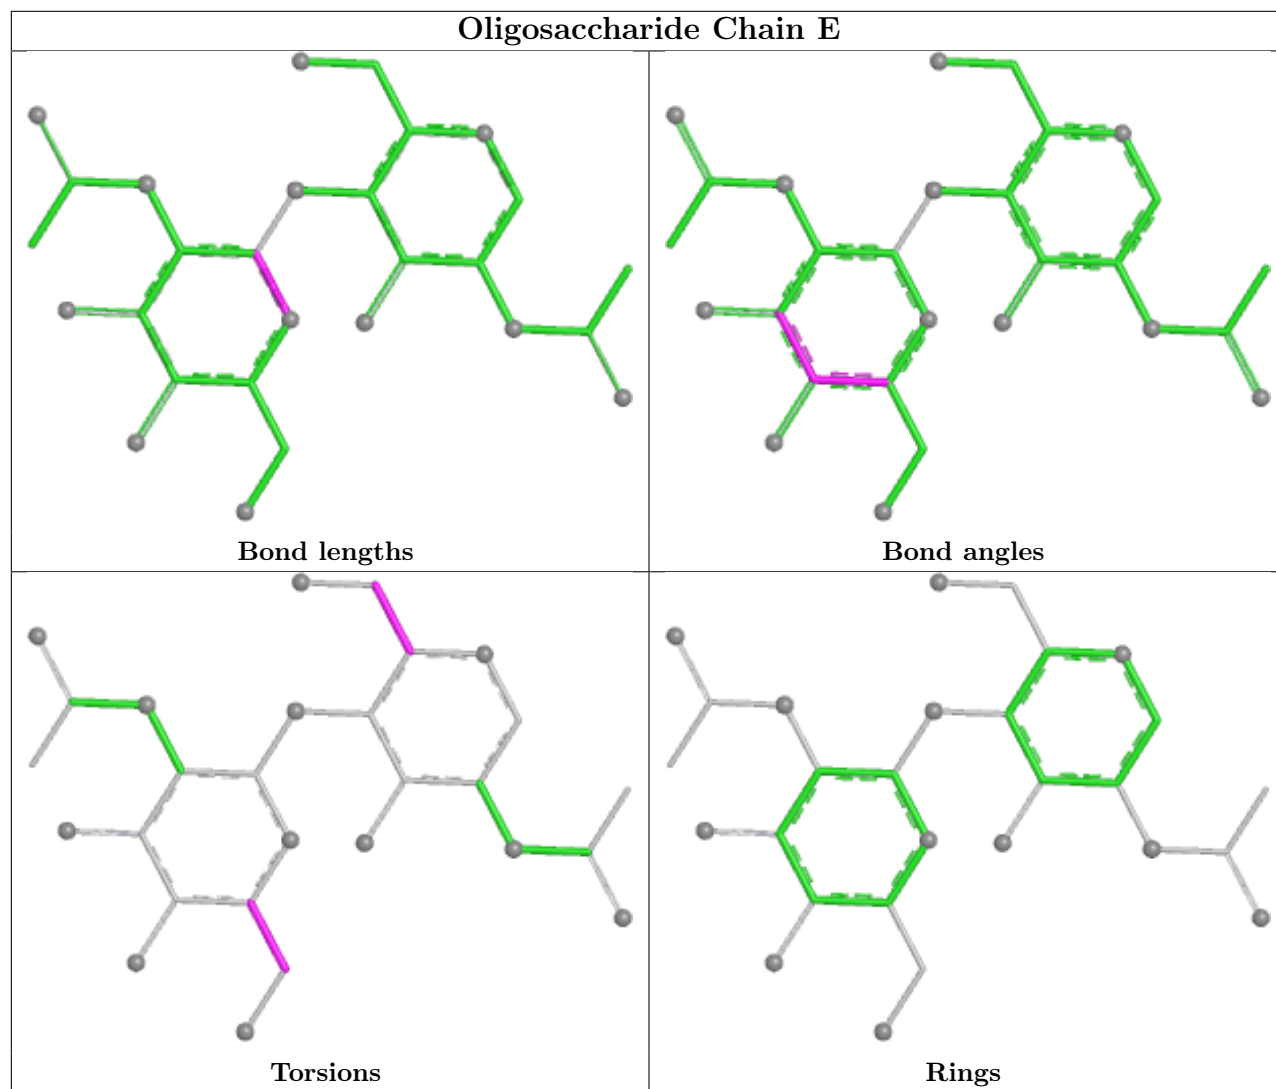 Oligosaccharide Chain E
Bond lengths
Bond angles
Torsions
Rings